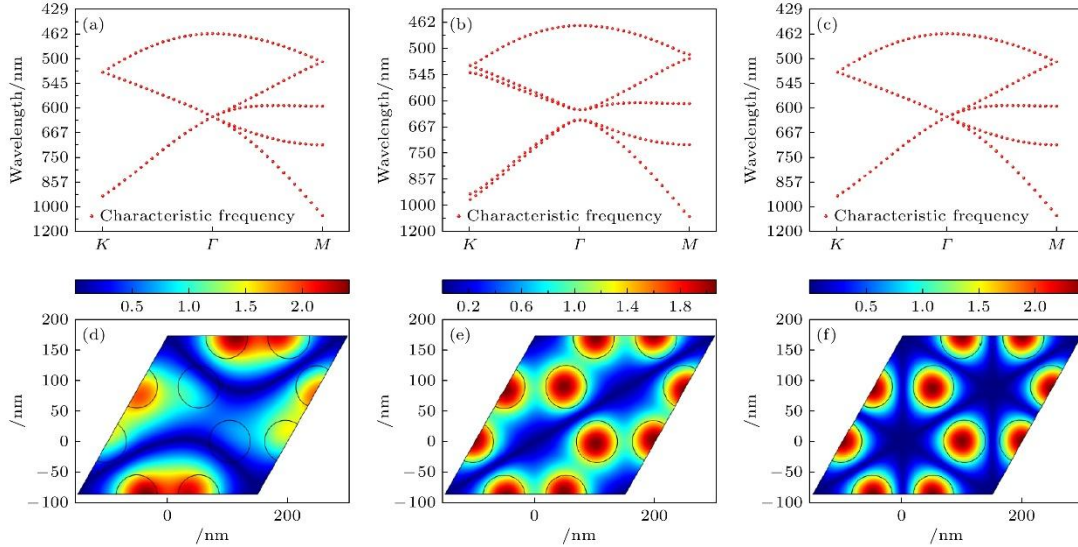 (a)
Wavelength/nm
429
462
500
545
600
667
750
857
1000
1200
Characteristic frequency
K Γ M
(b)
Wavelength/nm
462
500
545
600
667
750
857
1000
1200
Characteristic frequency
K Γ M
(c)
Wavelength/nm
429
462
500
545
600
667
750
857
1000
1200
Characteristic frequency
K Γ M
0.5 1.0 1.5 2.0
(d)
/nm
200
150
100
50
0
−50
−100
0 200
/nm
0.2 0.6 1.0 1.4 1.8
(e)
/nm
200
150
100
50
0
−50
−100
0 200
/nm
0.5 1.0 1.5 2.0
(f)
/nm
200
150
100
50
0
−50
−100
0 200
/nm